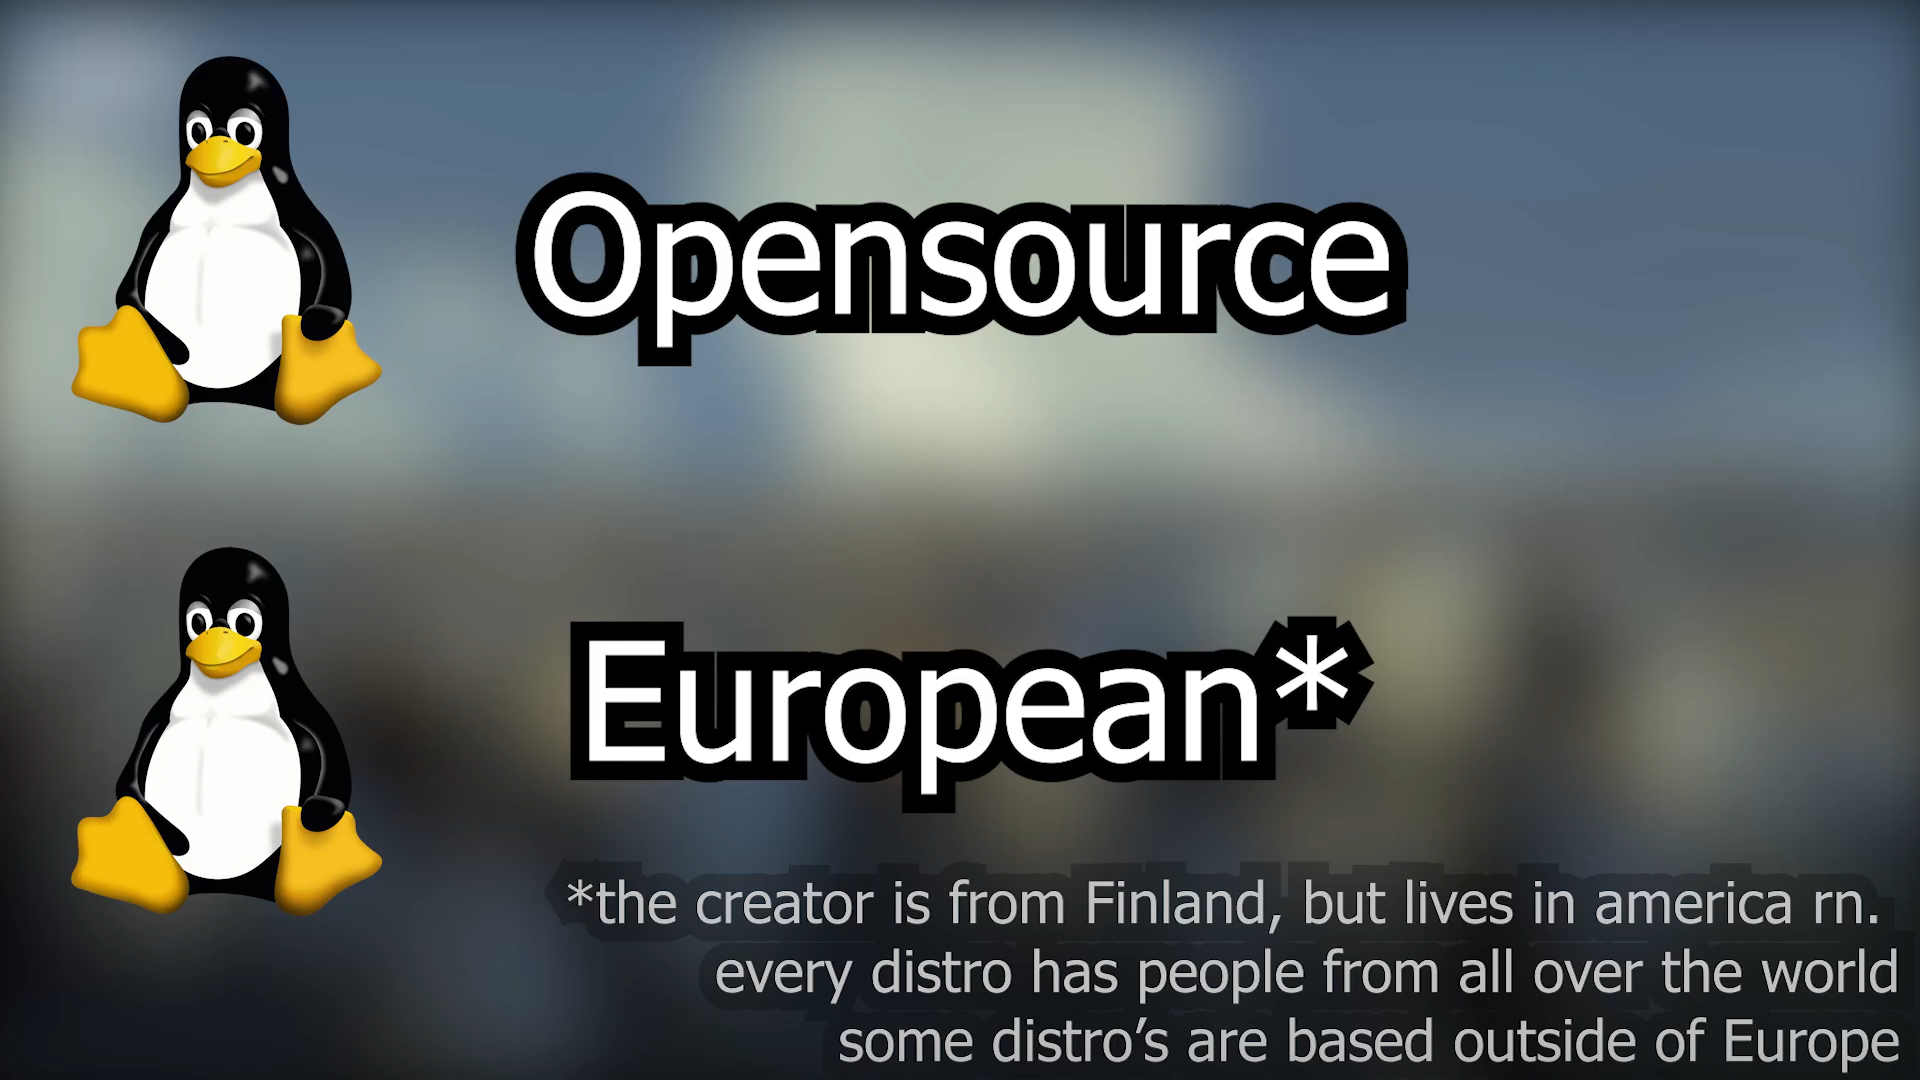 Opensource
European*
*the creator is from Finland, but lives in america rn.
every distro has people from all over the world
some distro’s are based outside of Europe